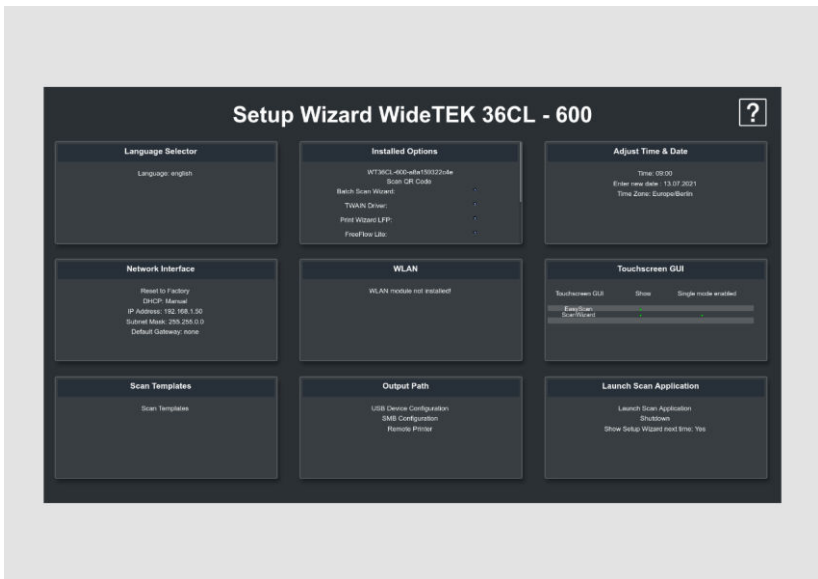 Setup Wizard WideTEK 36CL - 600
?
Language Selector
Language: english
Installed Options
WT36CL-600-a8a159322c4e
Scan QR Code
Batch Scan Wizard:
TWAIN Driver:
Print Wizard LFP:
FreeFlow Lite:
Adjust Time & Date
Time: 09:00
Enter new date : 13.07.2021
Time Zone: Europe/Berlin
Network Interface
Reset to Factory
DHCP: Manual
IP Address: 192.168.1.50
Subnet Mask: 255.255.0.0
Default Gateway: none
WLAN
WLAN module not installed!
Touchscreen GUI
Touchscreen GUI Show Single mode enabled
EasyScan
ScanWizard
Scan Templates
Scan Templates
Output Path
USB Device Configuration
SMB Configuration
Remote Printer
Launch Scan Application
Launch Scan Application
Shutdown
Show Setup Wizard next time: Yes